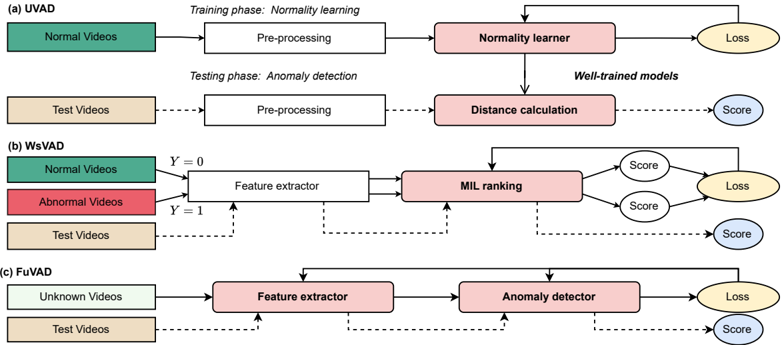 (a) UVAD
Training phase: Normality learning
Normal Videos
Pre-processing
Normality learner
Loss
Testing phase: Anomaly detection
Well-trained models
Test Videos
Pre-processing
Distance calculation
Score
(b) WsVAD
Normal Videos
Y = 0
Feature extractor
MIL ranking
Score
Loss
Abnormal Videos
Y = 1
Score
Test Videos
Score
(c) FuVAD
Unknown Videos
Feature extractor
Anomaly detector
Loss
Test Videos
Score